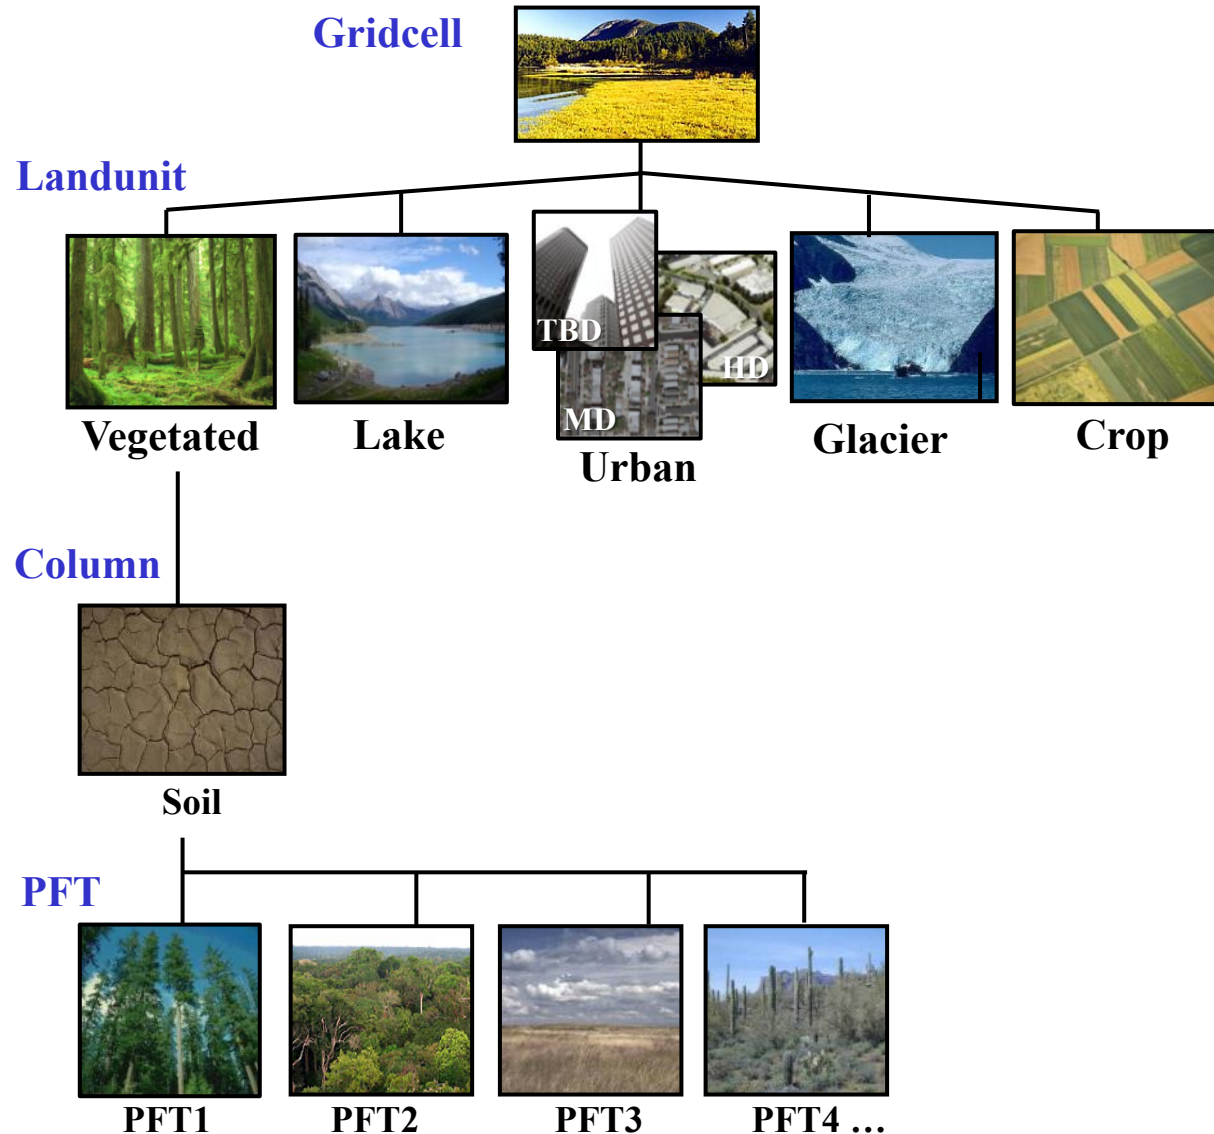 Gridcell
Landunit
TBD
HD
MD
Vegetated
Lake
Urban
Glacier
Crop
Column
Soil
PFT
PFT1
PFT2
PFT3
PFT4 ...